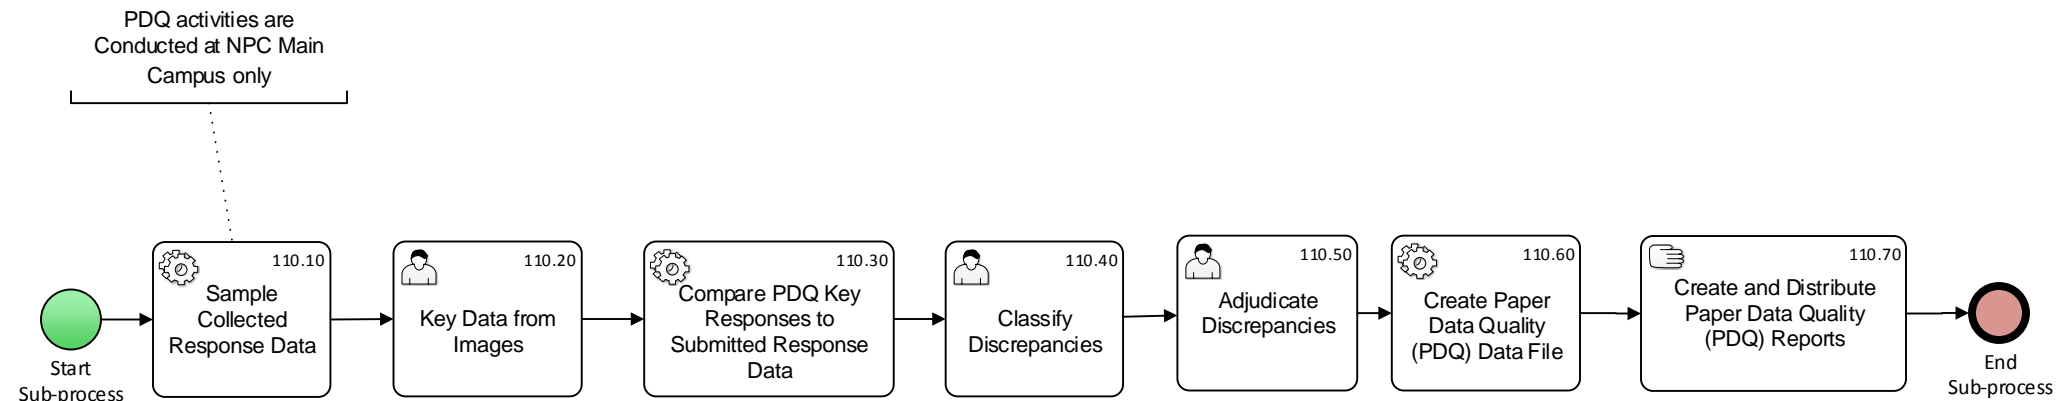 PDQ activities are
Conducted at NPC Main
Campus only
Start
Sub-process
110.10
Sample
Collected
Response Data
110.20
Key Data from
Images
110.30
Compare PDQ Key
Responses to
Submitted Response
Data
110.40
Classify
Discrepancies
110.50
Adjudicate
Discrepancies
110.60
Create Paper
Data Quality
(PDQ) Data File
110.70
Create and Distribute
Paper Data Quality
(PDQ) Reports
End
Sub-process